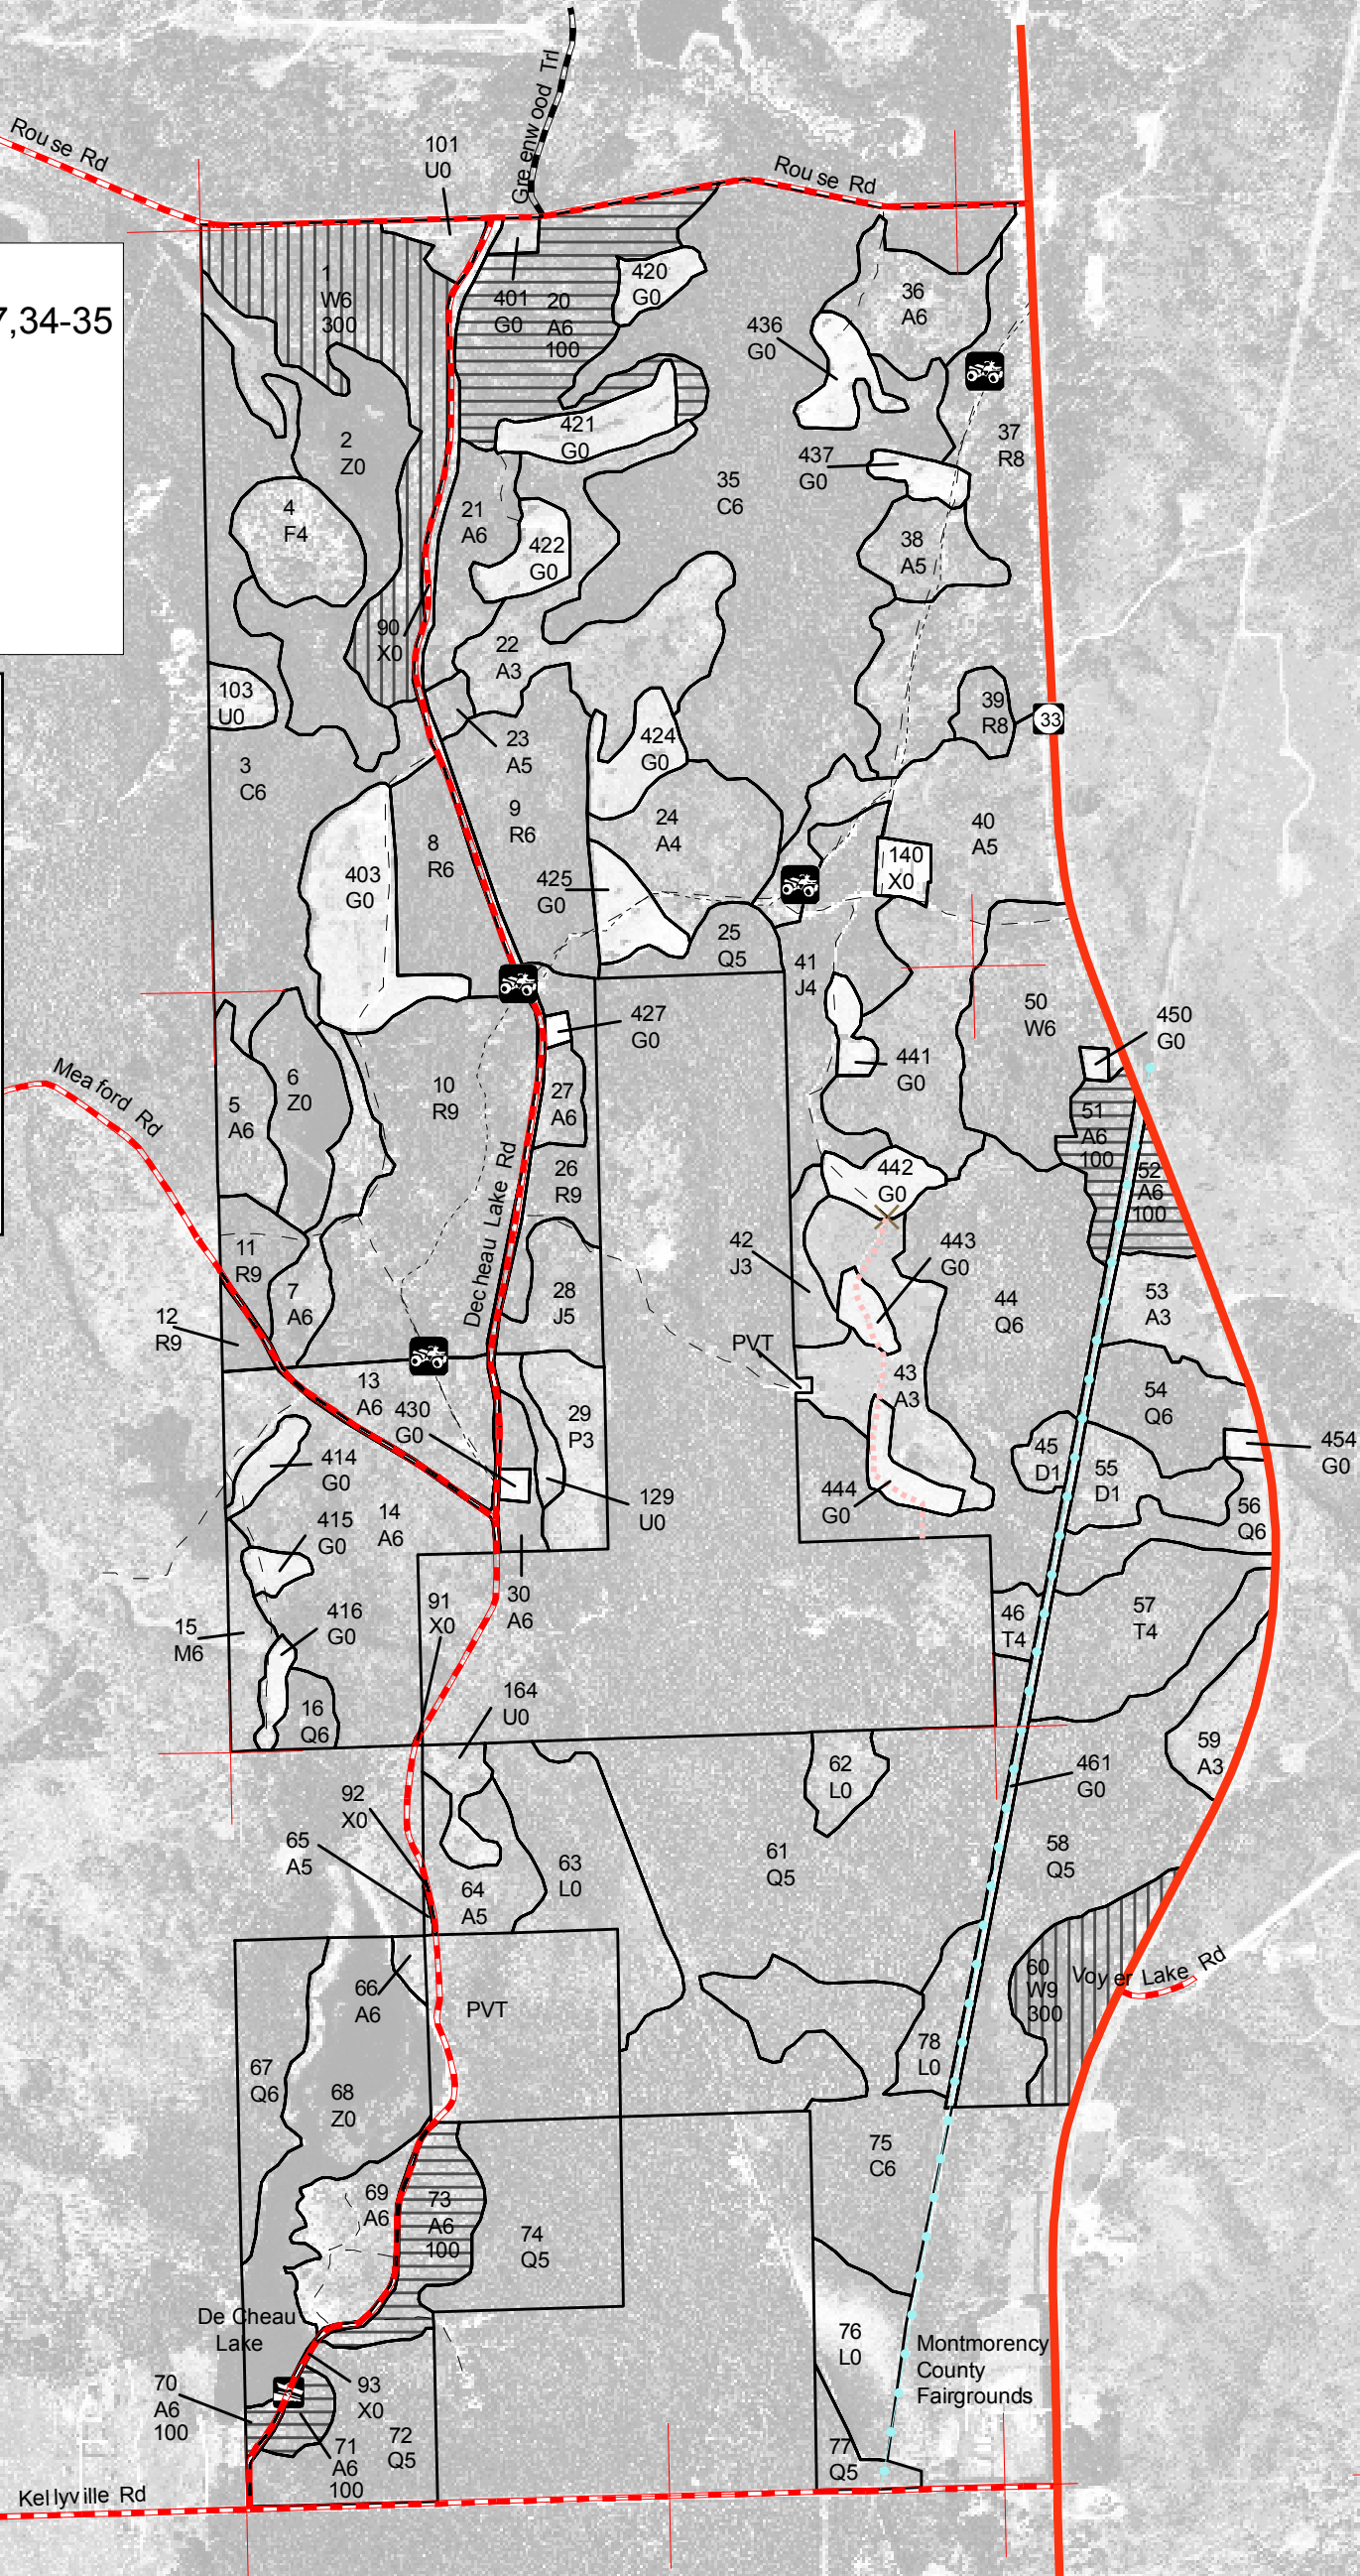 Greenwood Trl
Rouse Rd
101
U0
Rouse Rd
7,34-35
1
W6
300
401
G0
20
A6
100
420
G0
36
A6
436
G0
421
G0
2
Z0
437
G0
37
R8
35
C6
4
F4
21
A6
422
G0
38
A5
90
X0
22
A3
103
U0
39
R8
33
23
A5
424
G0
3
C6
9
R6
24
A4
40
A5
8
R6
403
G0
425
G0
140
X0
25
Q5
41
J4
50
W6
427
G0
450
G0
441
G0
Meaford Rd
6
Z0
10
R9
27
A6
5
A6
51
A6
100
Decheau Lake Rd
26
R9
442
G0
52
A6
100
11
R9
42
J3
443
G0
7
A6
28
J5
44
Q6
53
A3
12
R9
PVT
13
A6
43
A3
54
Q6
430
G0
29
P3
414
G0
45
D1
55
D1
454
G0
129
U0
444
G0
415
G0
14
A6
56
Q6
30
A6
91
X0
46
T4
57
T4
416
G0
15
M6
16
Q6
164
U0
59
A3
62
L0
461
G0
92
X0
65
A5
63
L0
61
Q5
58
Q5
64
A5
66
A6
PVT
60
W9
300
Voyer Lake Rd
67
Q6
68
Z0
78
L0
75
C6
69
A6
73
A6
100
74
Q5
De Cheau
Lake
76
L0
Montmorency
County
Fairgrounds
70
A6
100
93
X0
71
A6
100
72
Q5
77
Q5
Kellyville Rd